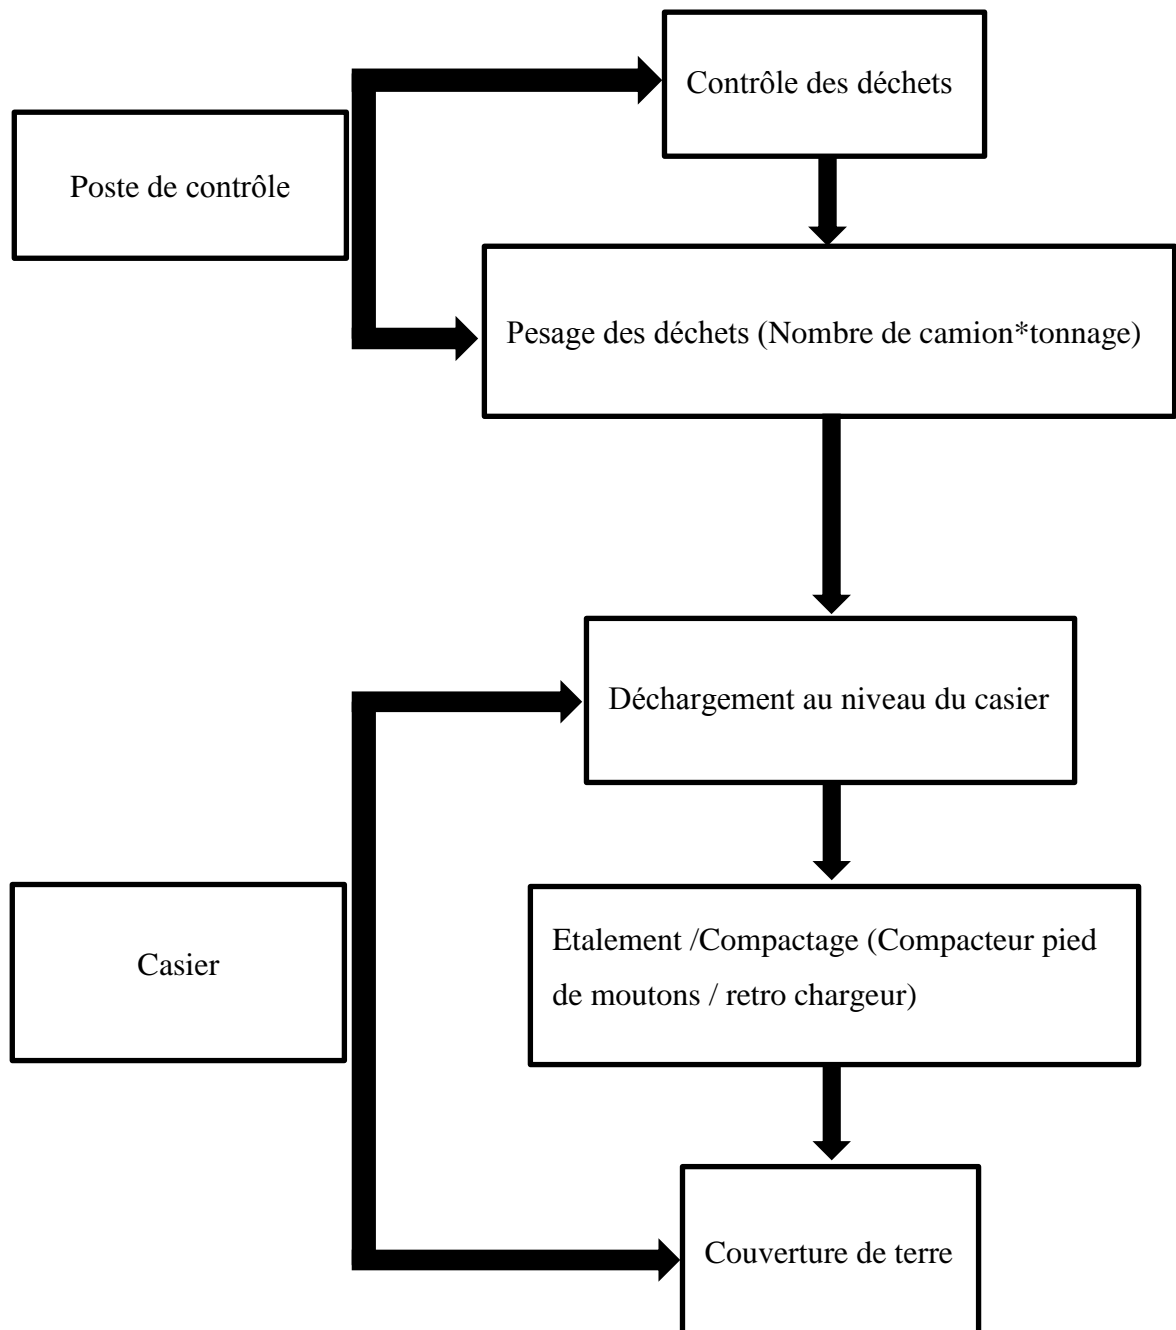 Contrôle des déchets
Poste de contrôle
Pesage des déchets (Nombre de camion*tonnage)
Déchargement au niveau du casier
Casier
Etalement /Compactage (Compacteur pied
de moutons / retro chargeur)
Couverture de terre